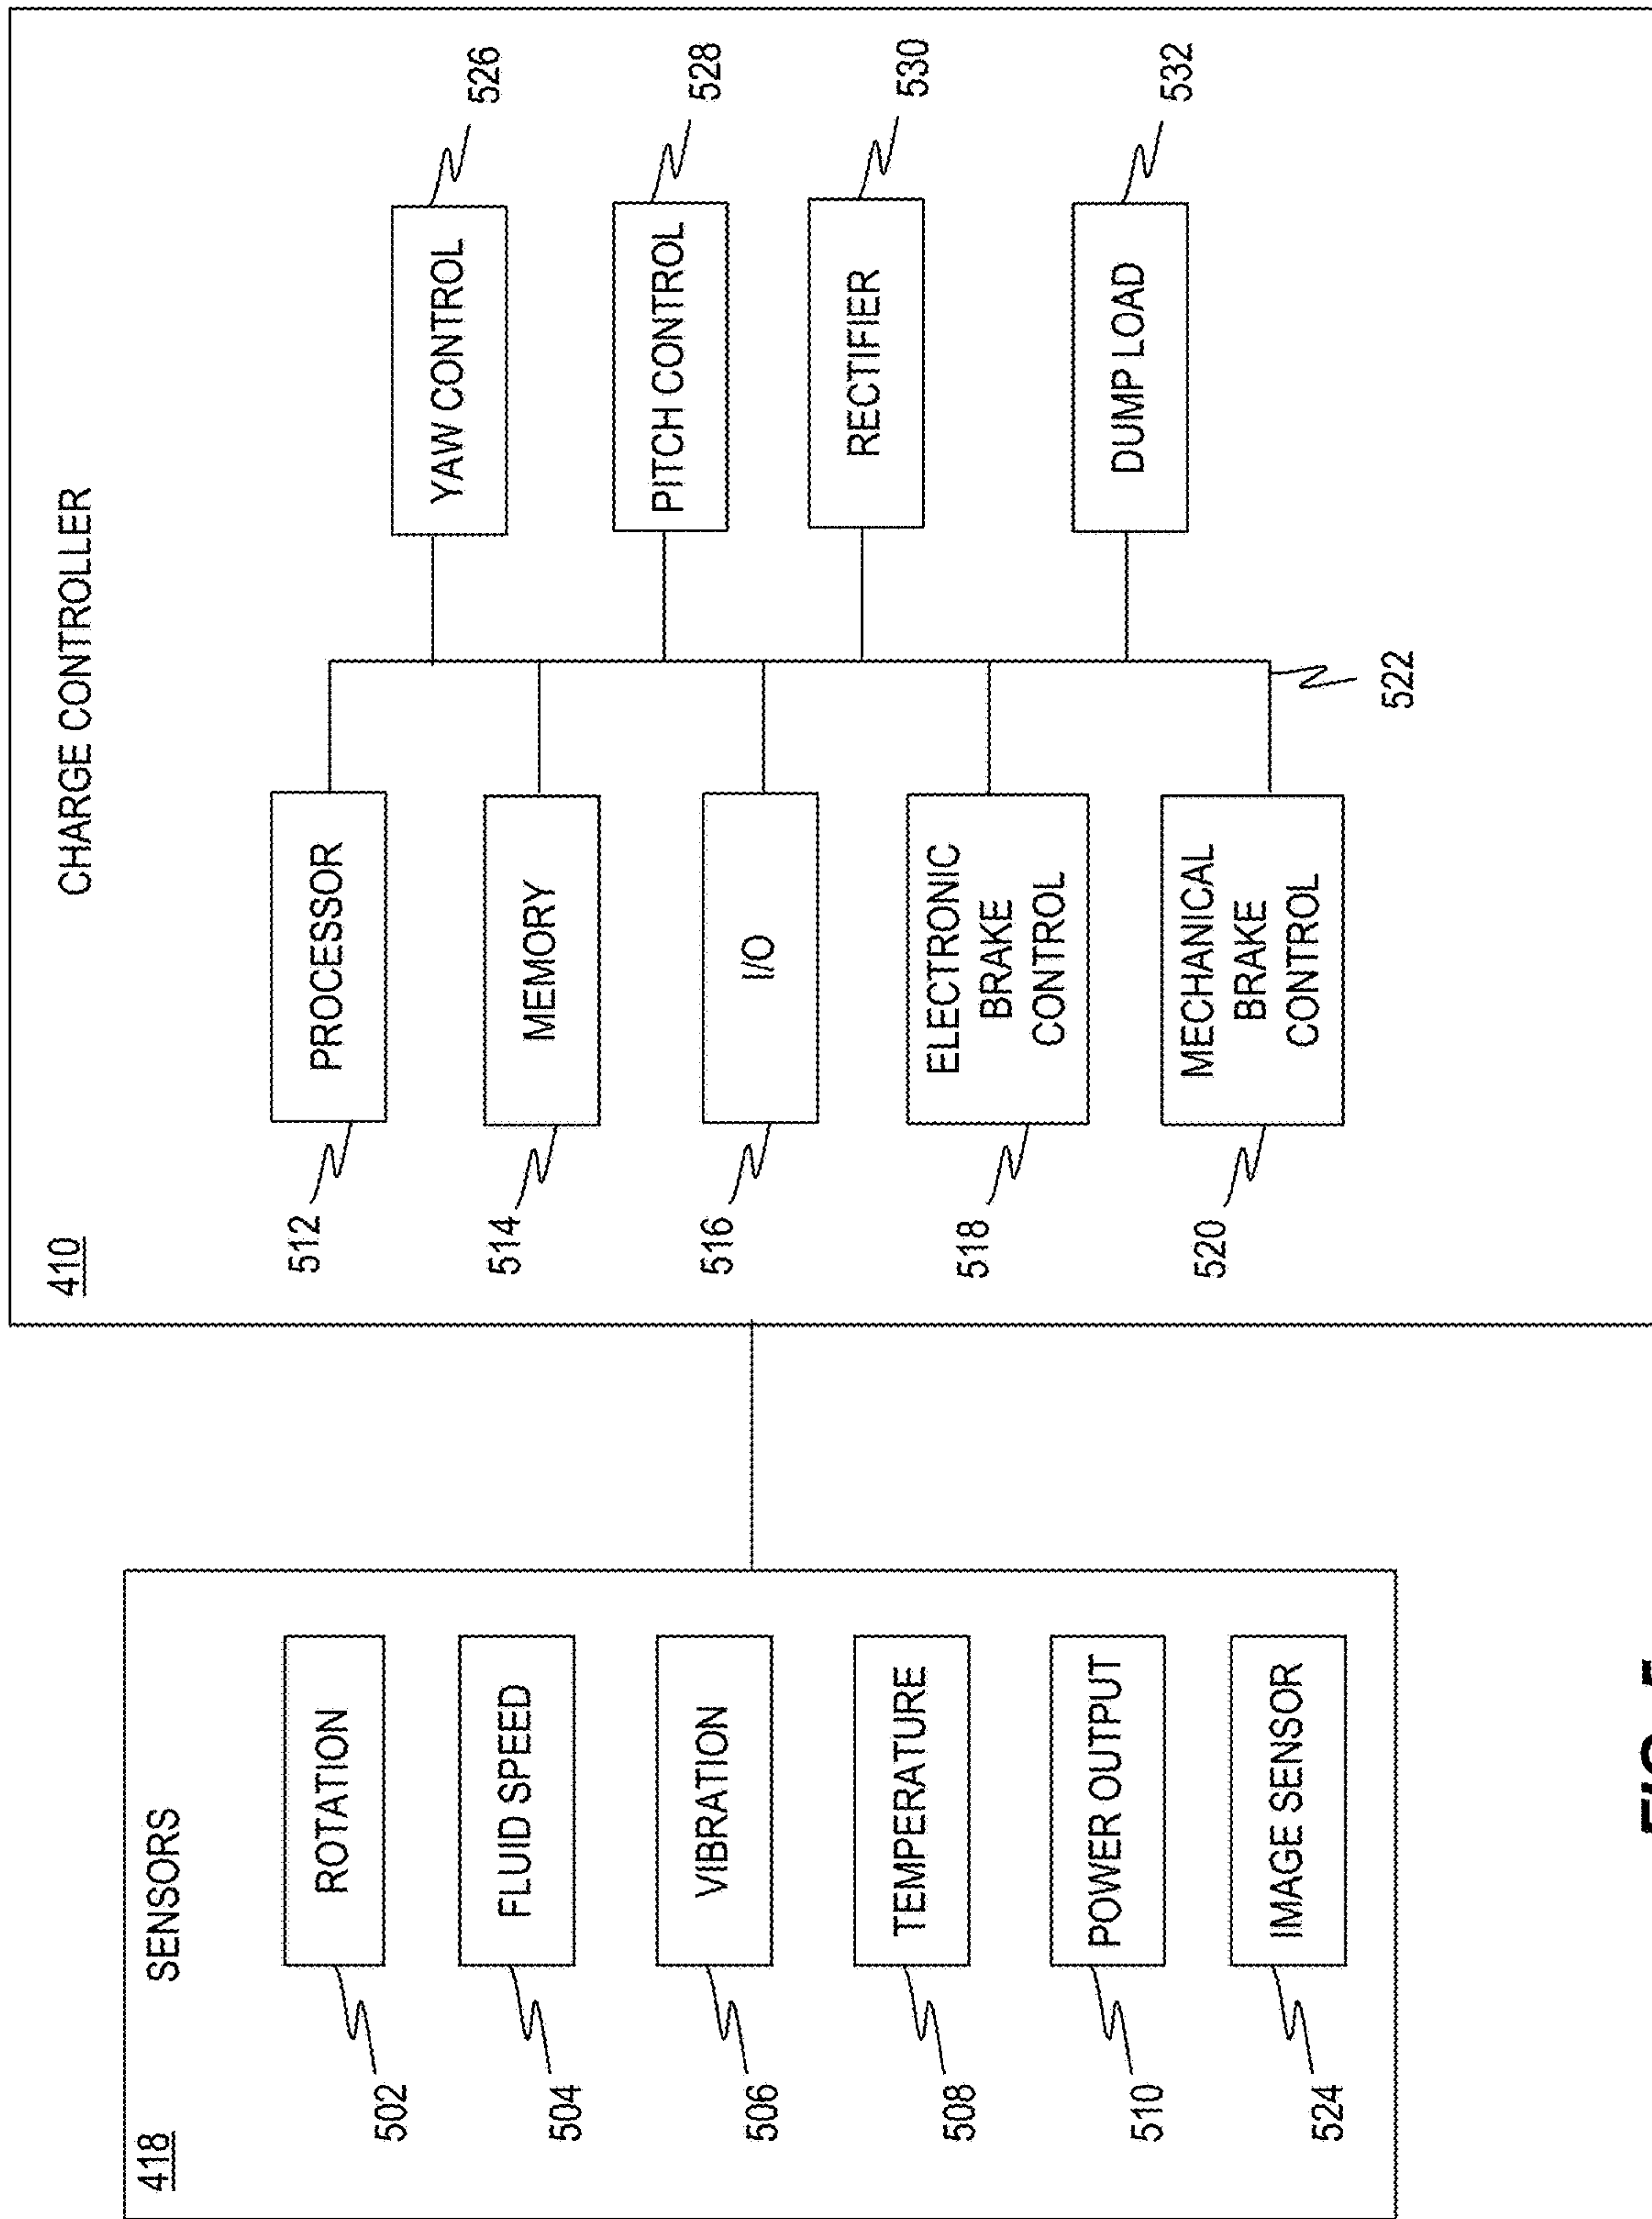 418
SENSORS
502
ROTATION
504
FLUID SPEED
506
VIBRATION
508
TEMPERATURE
510
POWER OUTPUT
524
IMAGE SENSOR
410
CHARGE CONTROLLER
512
PROCESSOR
514
MEMORY
516
I/O
518
ELECTRONIC
BRAKE
CONTROL
520
MECHANICAL
BRAKE
CONTROL
522
YAW CONTROL
526
PITCH CONTROL
528
RECTIFIER
530
DUMP LOAD
532
FIG. 5